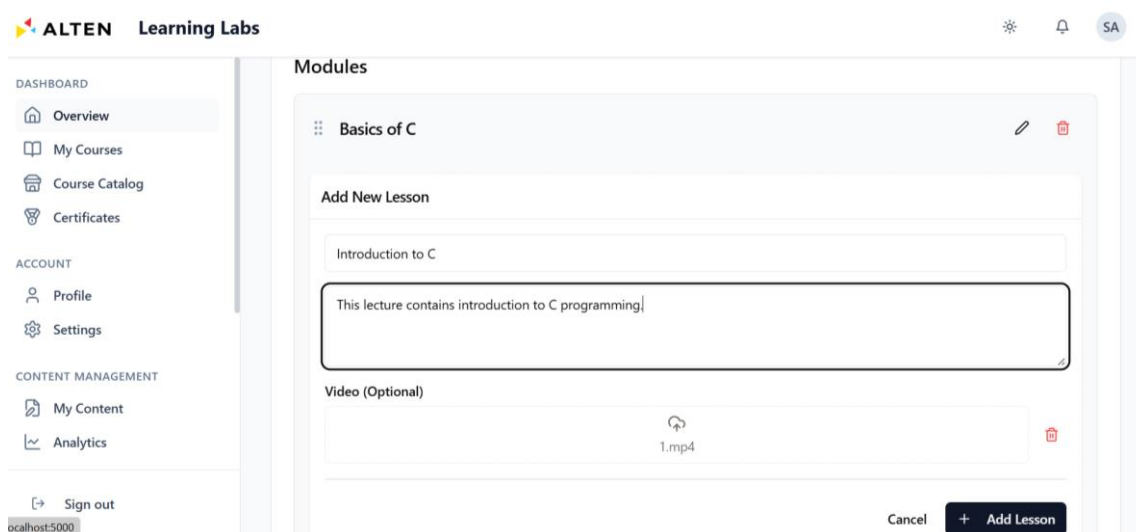 ALTEN Learning Labs
SA
DASHBOARD
Overview
My Courses
Course Catalog
Certificates
ACCOUNT
Profile
Settings
CONTENT MANAGEMENT
My Content
Analytics
Sign out
ocalhost:5000
Modules
Basics of C
Add New Lesson
Introduction to C
This lecture contains introduction to C programming.
Video (Optional)
1.mp4
Cancel + Add Lesson